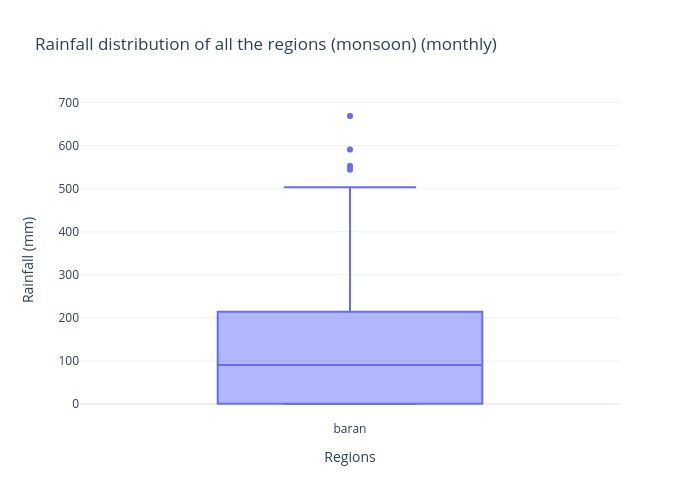 Rainfall distribution of all the regions (monsoon) (monthly)
700
600
500
400
300
200
100
0
Rainfall (mm)
baran
Regions